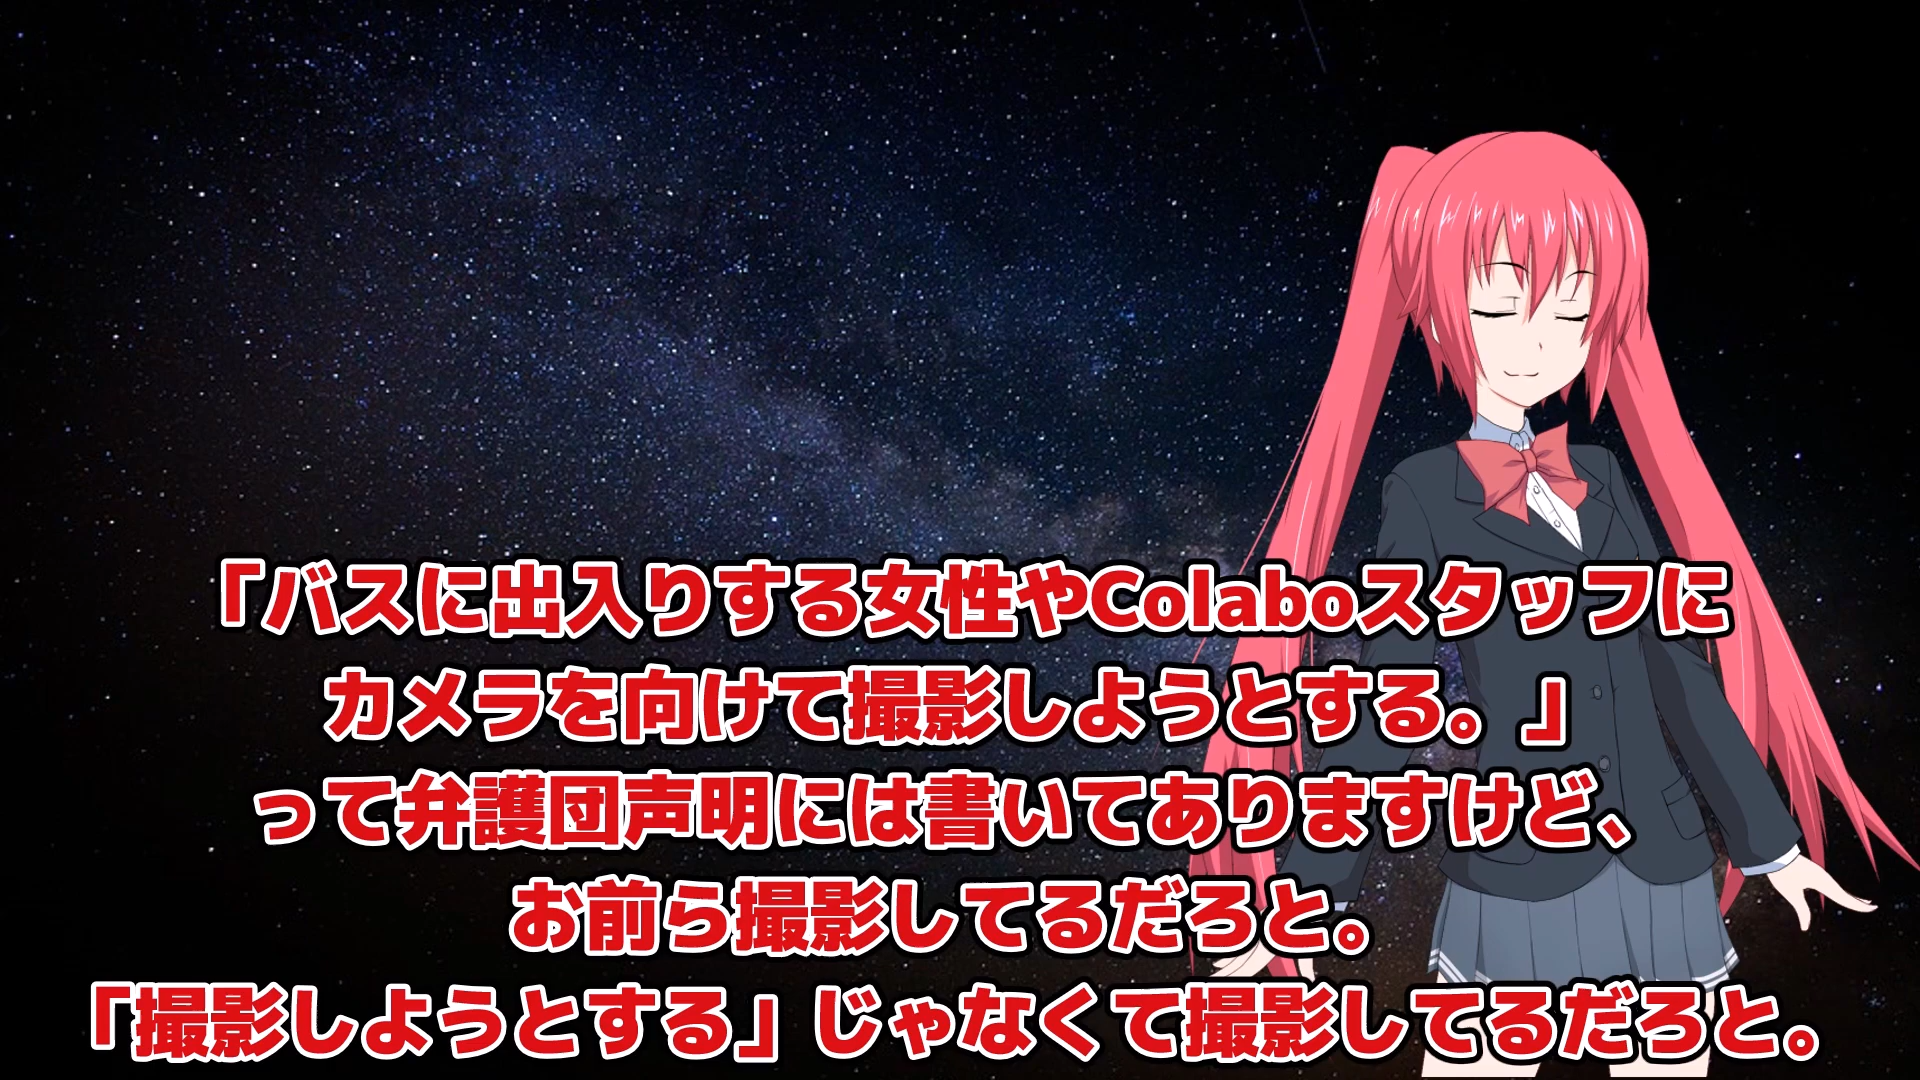 「バスに出入りする女性やColaboスタッフに
カメラを向けて撮影しようとする。」
って弁護団声明には書いてありますけど、
お前ら撮影してるだろと。
「撮影しようとする」じゃなくて撮影してるだろと。